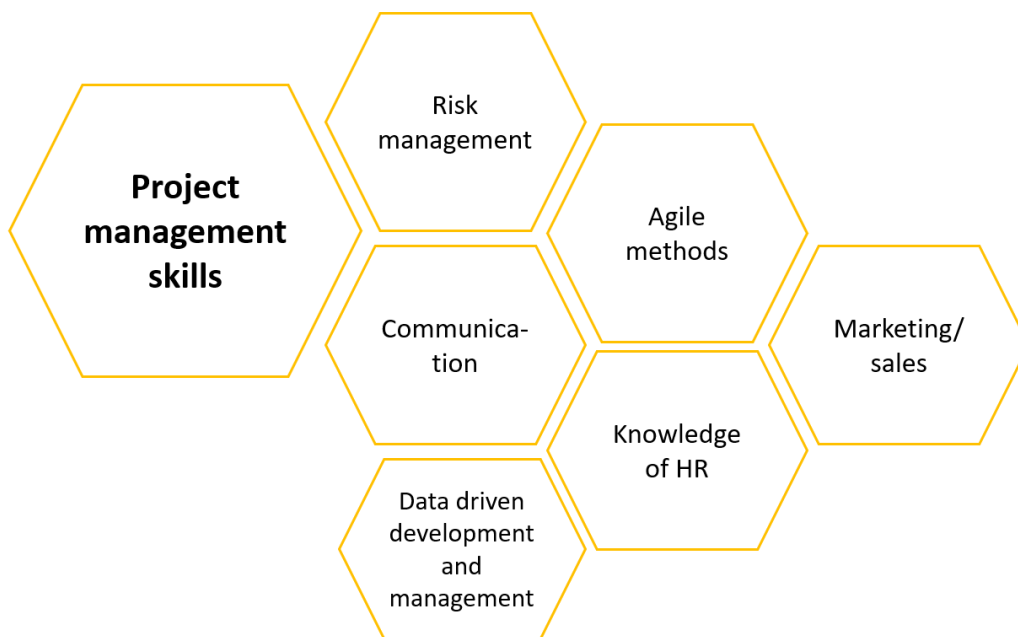 Project
management
skills
Risk
management
Agile
methods
Communica-
tion
Marketing/
sales
Knowledge
of HR
Data driven
development
and
management